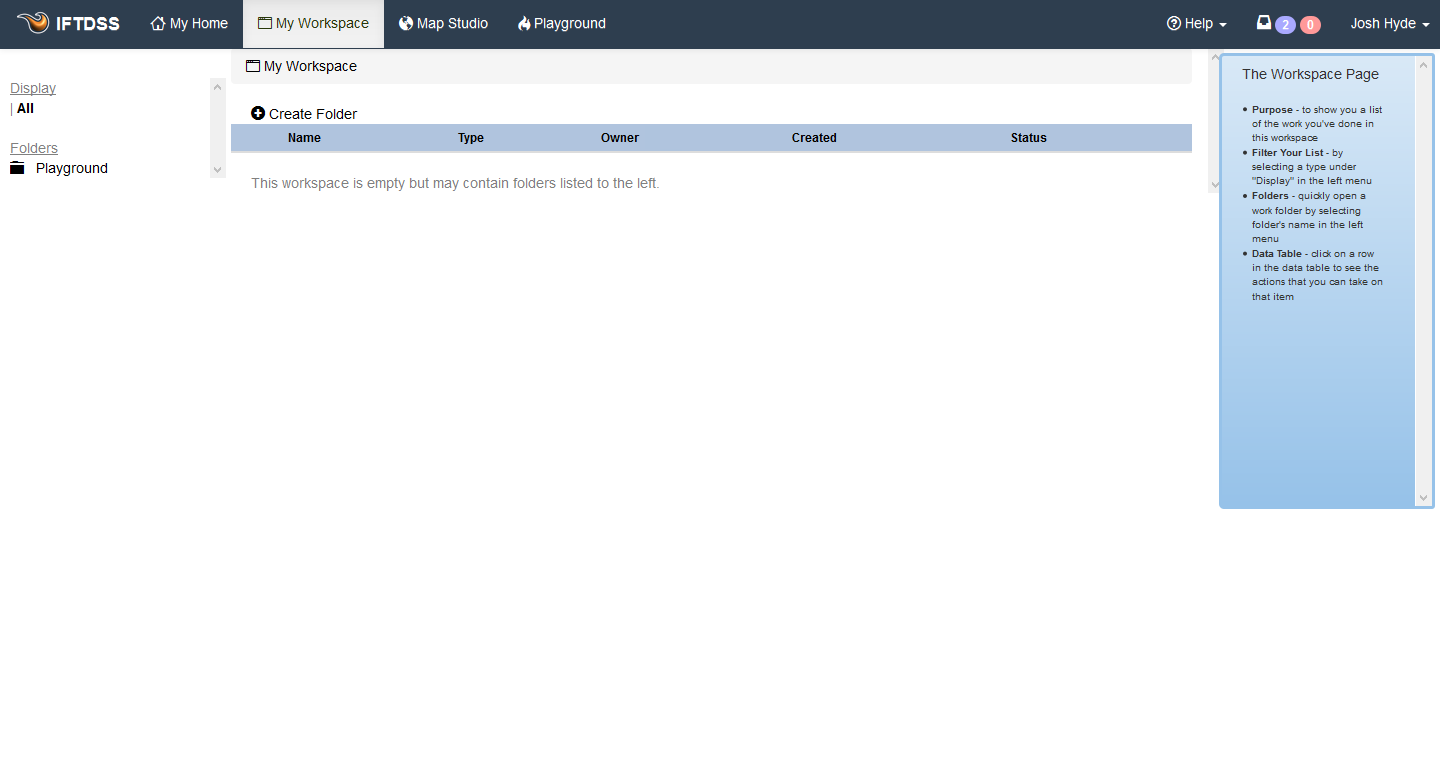 IFTDSS My Home My Workspace Map Studio Playground Help 2 0 Josh Hyde
Display
| All
Folders
Playground
My Workspace
Create Folder
Name Type Owner Created Status
This workspace is empty but may contain folders listed to the left.
The Workspace Page
• Purpose - to show you a list
of the work you've done in
this workspace
• Filter Your List - by
selecting a type under
"Display" in the left menu
• Folders - quickly open a
work folder by selecting
folder's name in the left
menu
• Data Table - click on a row
in the data table to see the
actions that you can take on
that item